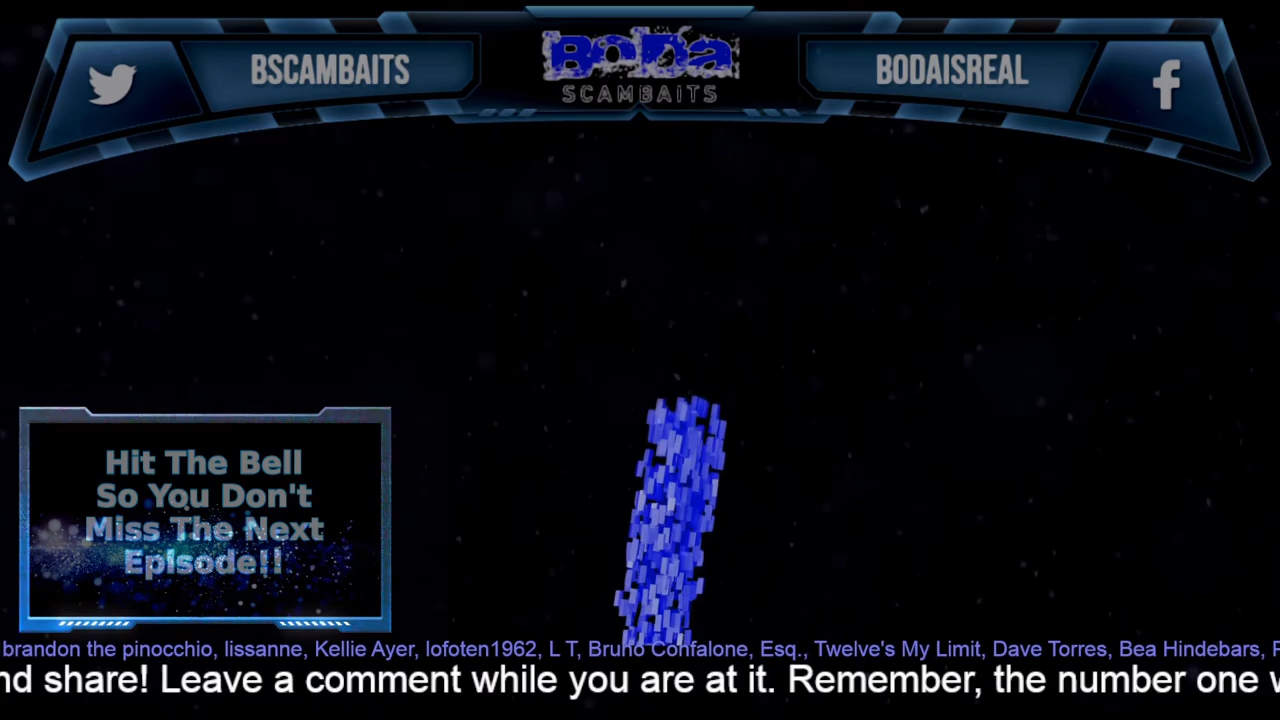 BSCAMBAITS
BoDa
SCAMBAITS
BODAISREAL
Hit The Bell
So You Don't
Miss The Next
Episode!!
brandon the pinocchio, lissanne, Kellie Ayer, lofoten1962, L T, Bruno Confalone, Esq., Twelve's My Limit, Dave Torres, Bea Hindebars,
nd share! Leave a comment while you are at it. Remember, the number one